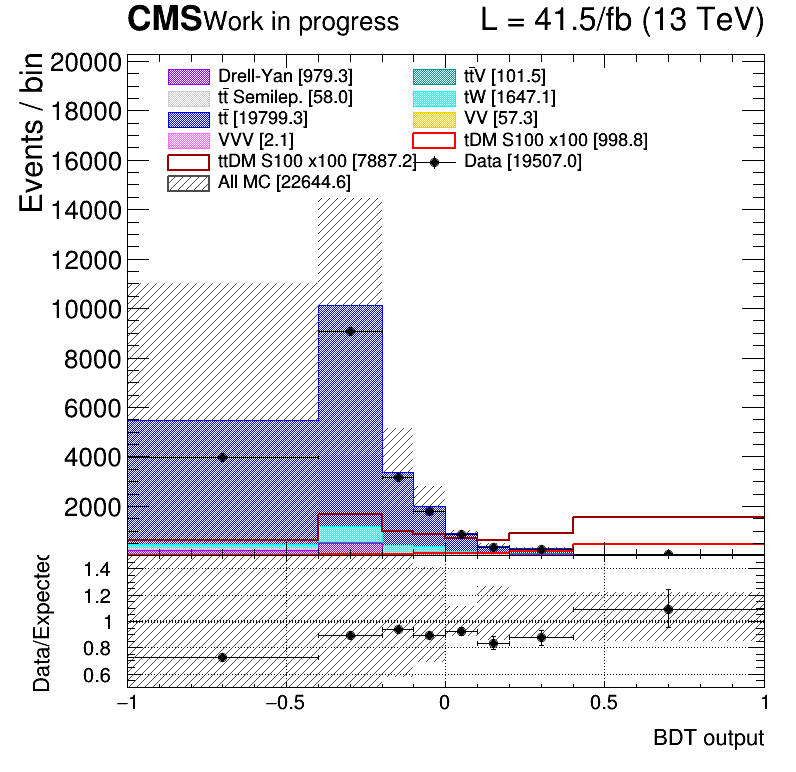 CMS Work in progress L = 41.5/fb (13 TeV)
Events / bin
20000
18000
16000
14000
12000
10000
8000
6000
4000
2000
Drell-Yan [979.3] tt̄V [101.5]
tt̄ Semilep. [58.0] tW [1647.1]
tt̄ [19799.3] VV [57.3]
VVV [2.1] tDM S100 x100 [998.8]
ttDM S100 x100 [7887.2] Data [19507.0]
All MC [22644.6]
Data/Expected
1.4
1.2
1
0.8
0.6
−1 −0.5 0 0.5 1
BDT output